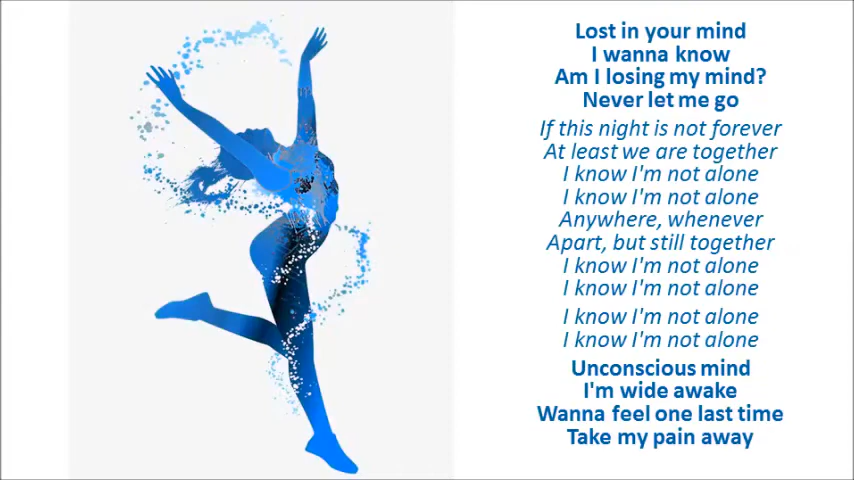 Lost in your mind
I wanna know
Am I losing my mind?
Never let me go
If this night is not forever
At least we are together
I know I'm not alone
I know I'm not alone
Anywhere, whenever
Apart, but still together
I know I'm not alone
I know I'm not alone
I know I'm not alone
I know I'm not alone
Unconscious mind
I'm wide awake
Wanna feel one last time
Take my pain away